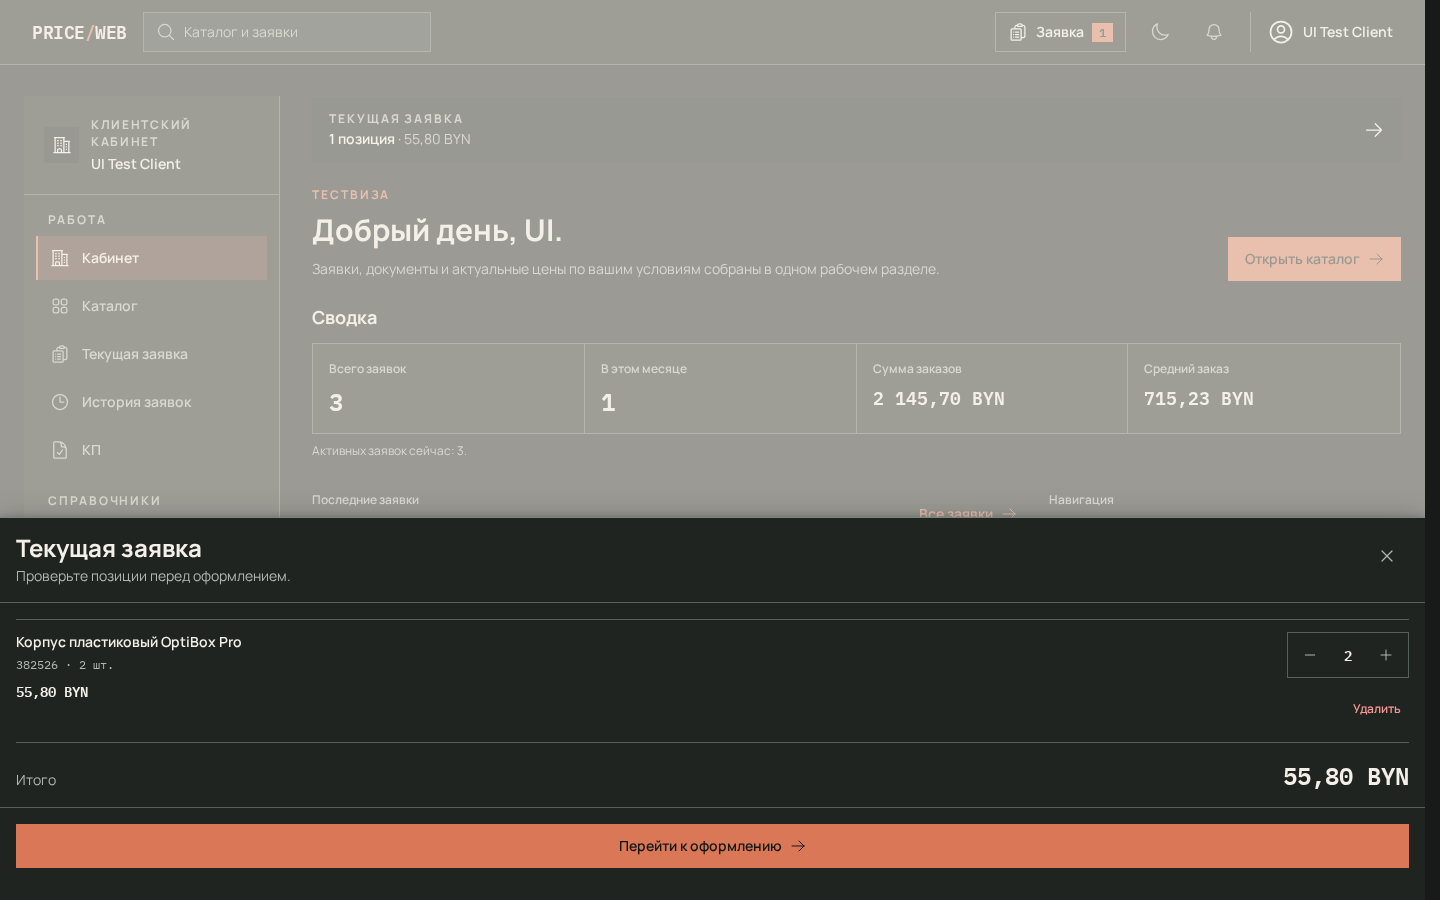 PRICE/WEB
Каталог и заявки
Заявка 1
UI Test Client
КЛИЕНТСКИЙ
КАБИНЕТ
UI Test Client
РАБОТА
Кабинет
Каталог
Текущая заявка
История заявок
КП
СПРАВОЧНИКИ
ТЕКУЩАЯ ЗАЯВКА
1 позиция · 55,80 BYN
ТЕСТВИЗА
Добрый день, UI.
Заявки, документы и актуальные цены по вашим условиям собраны в одном рабочем разделе.
Открыть каталог
Сводка
Всего заявок
3
В этом месяце
1
Сумма заказов
2 145,70 BYN
Средний заказ
715,23 BYN
Активных заявок сейчас: 3.
Последние заявки
Все заявки
Навигация
Текущая заявка
Проверьте позиции перед оформлением.
Корпус пластиковый OptiBox Pro
382526 · 2 шт.
55,80 BYN
2
Удалить
Итого
55,80 BYN
Перейти к оформлению